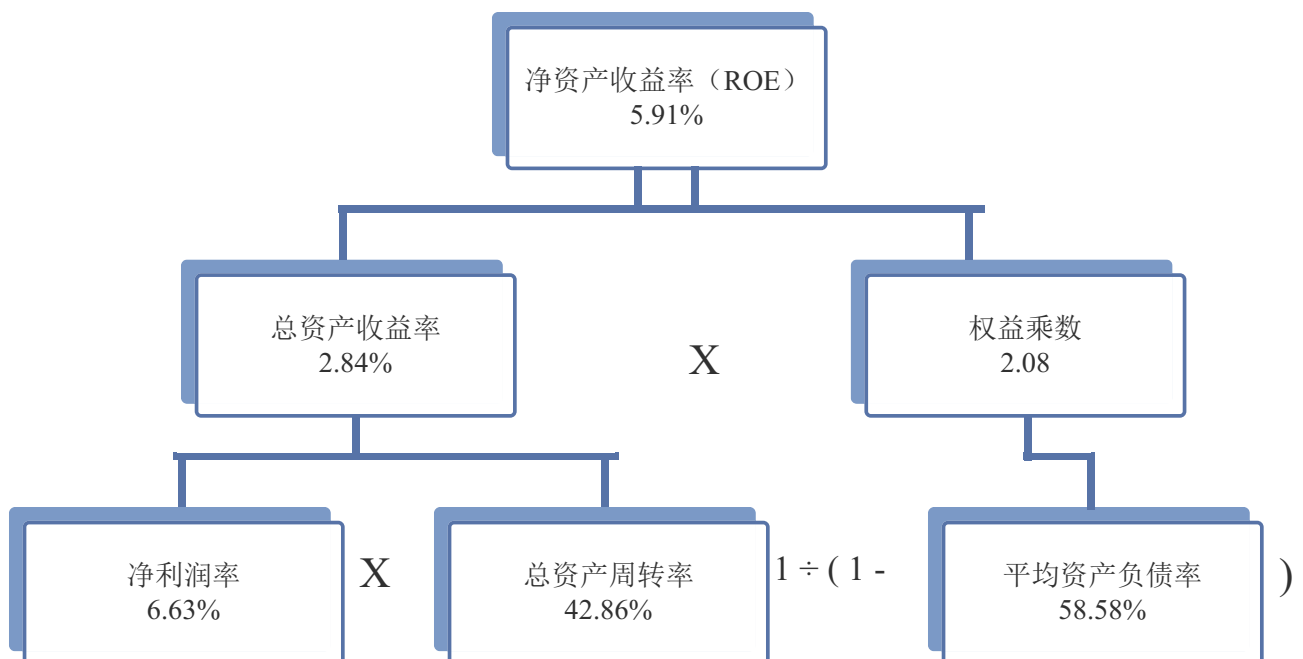 净资产收益率（ROE）
5.91%
总资产收益率
2.84%
X
权益乘数
2.08
净利润率
6.63%
X
总资产周转率
42.86%
1 ÷ ( 1 -
平均资产负债率
58.58%
)